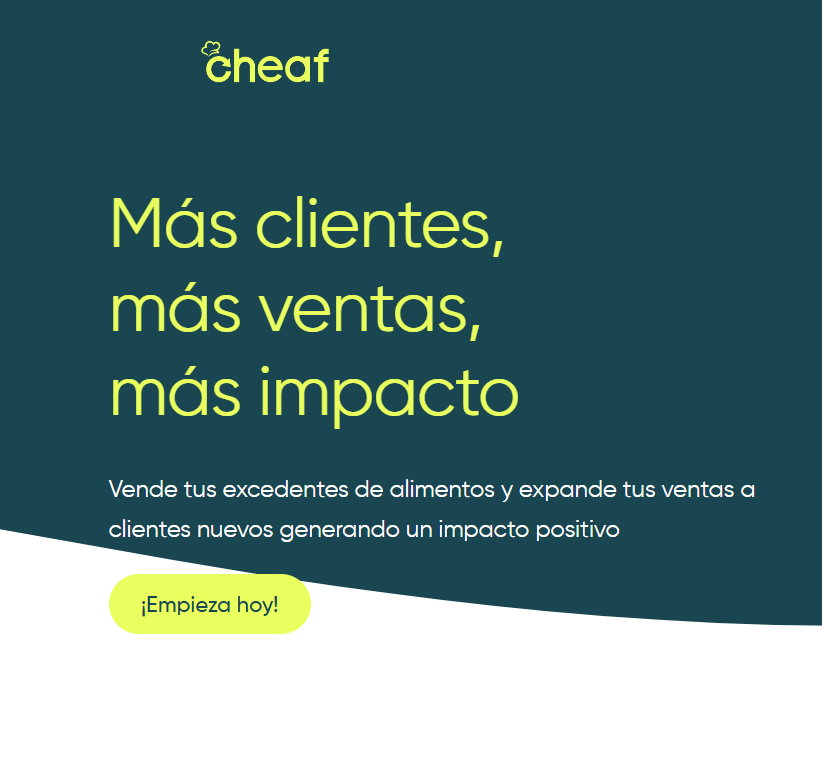 cheaf
Más clientes,
más ventas,
más impacto
Vende tus excedentes de alimentos y expande tus ventas a
clientes nuevos generando un impacto positivo
¡Empieza hoy!